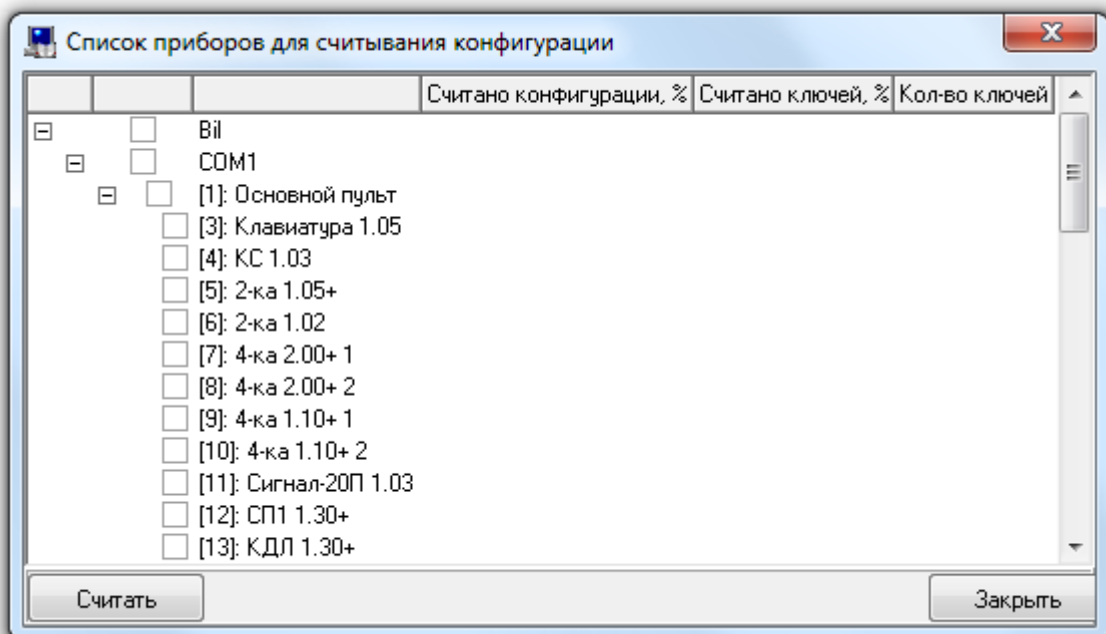 Список приборов для считывания конфигурации
Считано конфигурации, % Считано ключей, % Кол-во ключей
Bil
COM1
[1]: Основной пульт
[3]: Клавиатура 1.05
[4]: КС 1.03
[5]: 2-ка 1.05+
[6]: 2-ка 1.02
[7]: 4-ка 2.00+ 1
[8]: 4-ка 2.00+ 2
[9]: 4-ка 1.10+ 1
[10]: 4-ка 1.10+ 2
[11]: Сигнал-20П 1.03
[12]: СП1 1.30+
[13]: КДЛ 1.30+
Считать Закрыть